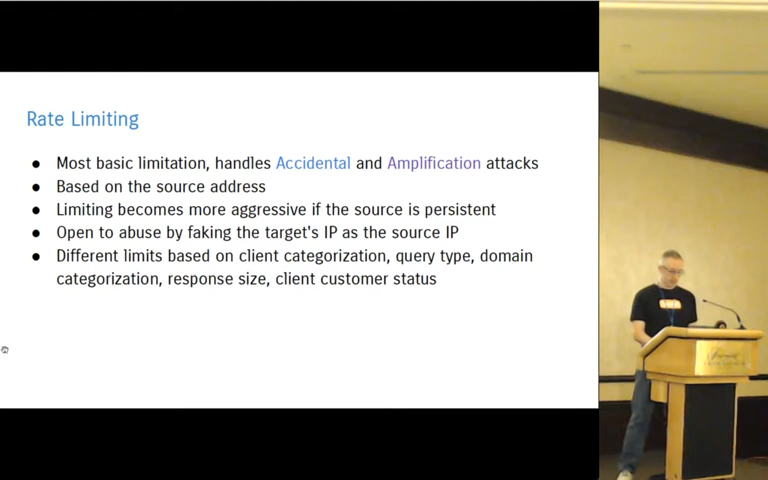 Rate Limiting
● Most basic limitation, handles Accidental and Amplification attacks
● Based on the source address
● Limiting becomes more aggressive if the source is persistent
● Open to abuse by faking the target's IP as the source IP
● Different limits based on client categorization, query type, domain
categorization, response size, client customer status
Fairmont